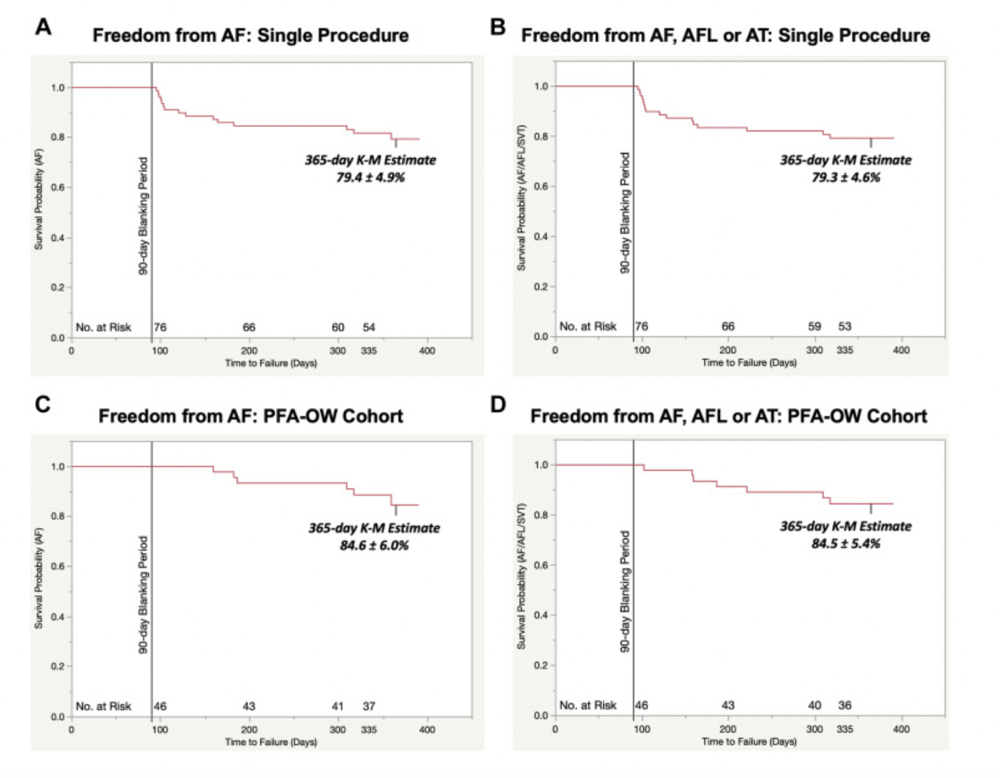 A
Freedom from AF: Single Procedure
1.0
0.8
0.6
0.4
0.2
0.0
Survival Probability (AF)
90-day Blanking Period
365-day K-M Estimate
79.4 ± 4.9%
No. at Risk 76 66 60 54
0 100 200 300 335 400
Time to Failure (Days)
B
Freedom from AF, AFL or AT: Single Procedure
1.0
0.8
0.6
0.4
0.2
0.0
Survival Probability (AF/AFL/SVT)
90-day Blanking Period
365-day K-M Estimate
79.3 ± 4.6%
No. at Risk 76 66 59 53
0 100 200 300 335 400
Time to Failure (Days)
C
Freedom from AF: PFA-OW Cohort
1.0
0.8
0.6
0.4
0.2
0.0
Survival Probability (AF)
90-day Blanking Period
365-day K-M Estimate
84.6 ± 6.0%
No. at Risk 46 43 41 37
0 100 200 300 335 400
Time to Failure (Days)
D
Freedom from AF, AFL or AT: PFA-OW Cohort
1.0
0.8
0.6
0.4
0.2
0.0
Survival Probability (AF/AFL/SVT)
90-day Blanking Period
365-day K-M Estimate
84.5 ± 5.4%
No. at Risk 46 43 40 36
0 100 200 300 335 400
Time to Failure (Days)